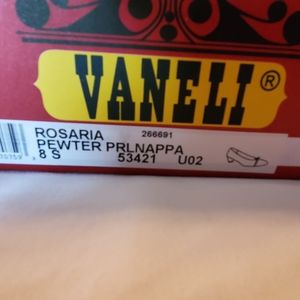 VANELI®
ROSARIA 266691
PEWTER PRLNAPPA
8 S 53421 U02